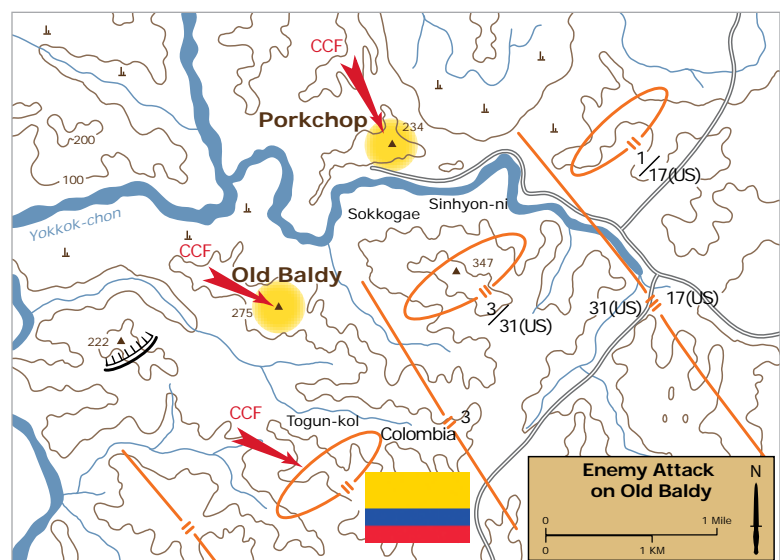 CCF
Porkchop
234
200
100
1
17(US)
Yokkok-chon
Sokkogae
Sinhyon-ni
CCF
Old Baldy
347
275
3
31(US)
31(US)
17(US)
222
CCF
Togun-kol
3
Colombia
Enemy Attack
on Old Baldy
N
0
1 Mile
0
1 KM